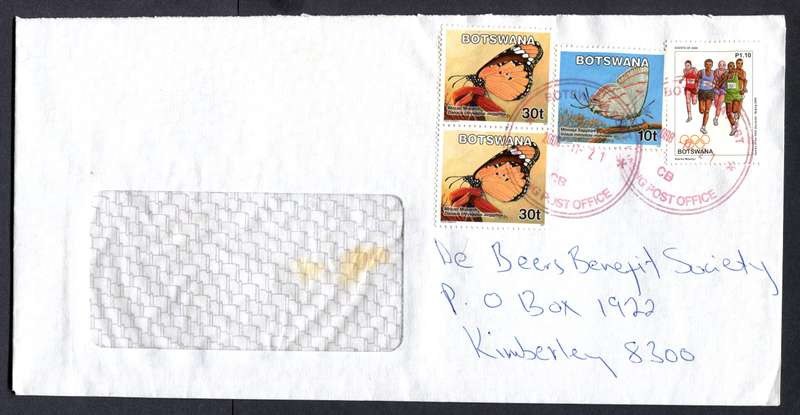 BOTSWANA
30t
BOTSWANA
10t
P1.10
BOTSWANA
BOTSWANA
30t
CB
POST OFFICE
CB
POST OFFICE
De Beers Benefit Society
P. O Box 1922
Kimberley 8300